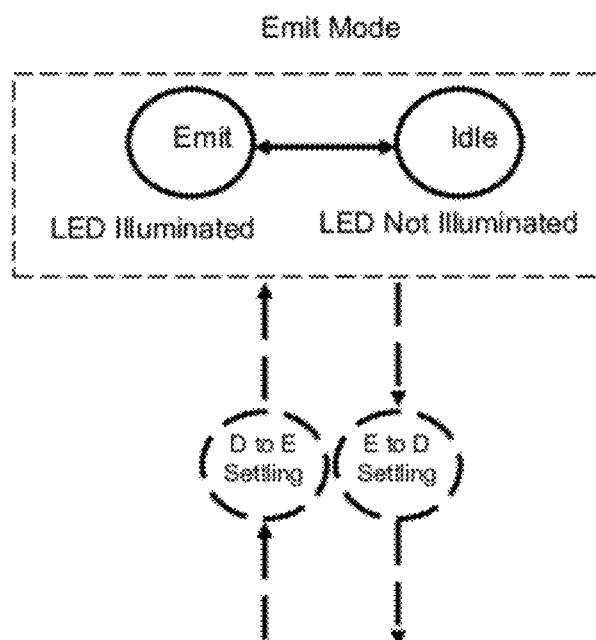 Emit Mode
Emit
Idle
LED Illuminated
LED Not Illuminated
D to E
Settling
E to D
Settling